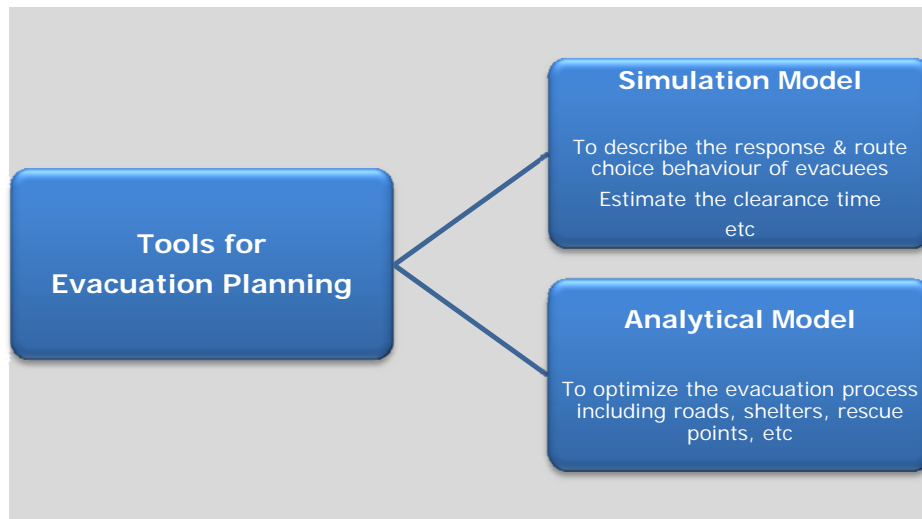 Tools for
Evacuation Planning
Simulation Model
To describe the response & route
choice behaviour of evacuees
Estimate the clearance time
etc
Analytical Model
To optimize the evacuation process
including roads, shelters, rescue
points, etc